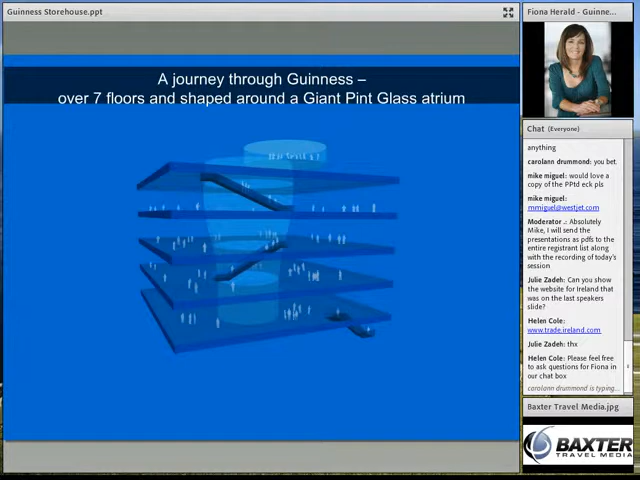 Guinness Storehouse.ppt
A journey through Guinness –
over 7 floors and shaped around a Giant Pint Glass atrium
Fiona Herald - Guinne...
Chat (Everyone)
anything
carolann drummond: you bet.
mike miguel: would love a
copy of the PPtd eck pls
mike miguel:
mmiguel@westjet.com
Moderator .: Absolutely
Mike, I will send the
presentations as pdfs to the
entire registrant list along
with the recording of today's
session
Julie Zadeh: Can you show
the website for Ireland that
was on the last speakers
slide?
Helen Cole:
www.trade.ireland.com
Julie Zadeh: thx
Helen Cole: Please feel free
to ask questions for Fiona in
our chat box
carolann drummond is typing...
Baxter Travel Media.jpg
BAXTER
TRAVEL MEDIA